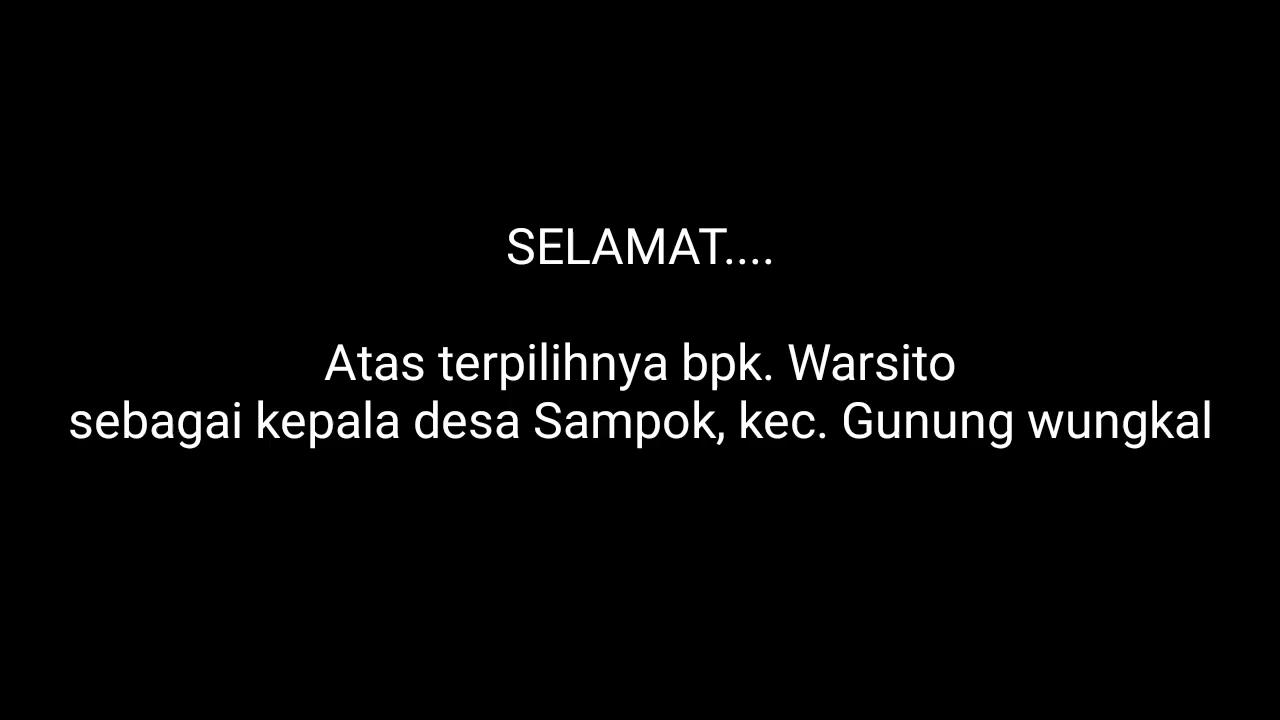 SELAMAT....
Atas terpilihnya bpk. Warsito
sebagai kepala desa Sampok, kec. Gunung wungkal